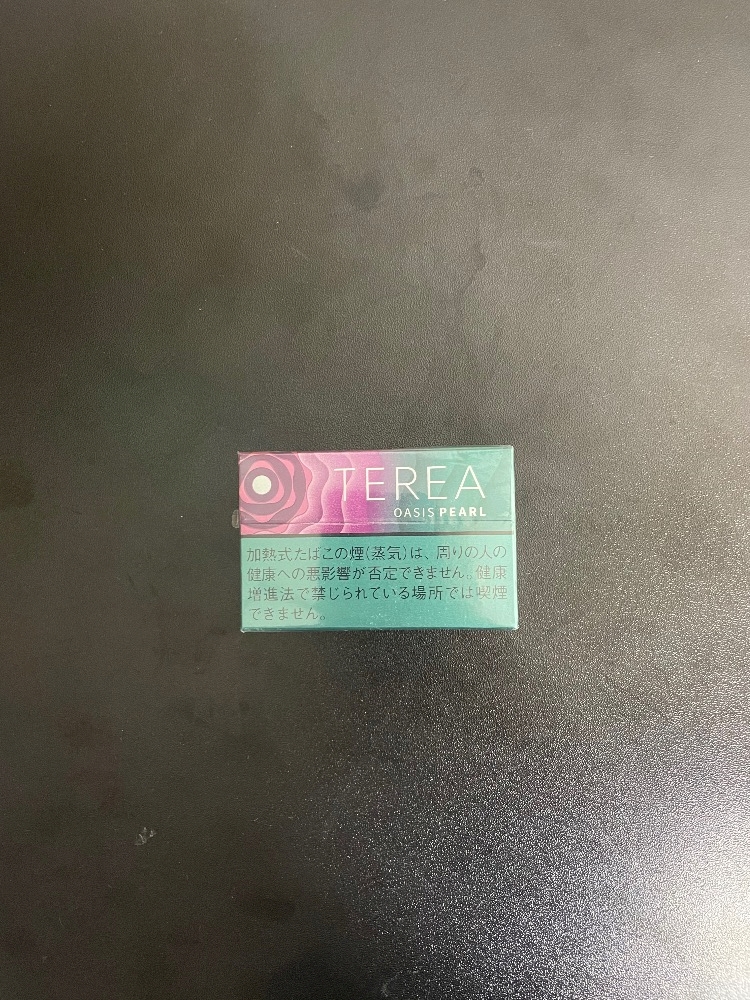 TEREA
OASIS PEARL
加熱式たばこの煙(蒸気)は、周りの人の
健康への悪影響が否定できません。健康
増進法で禁じられている場所では喫煙
できません。